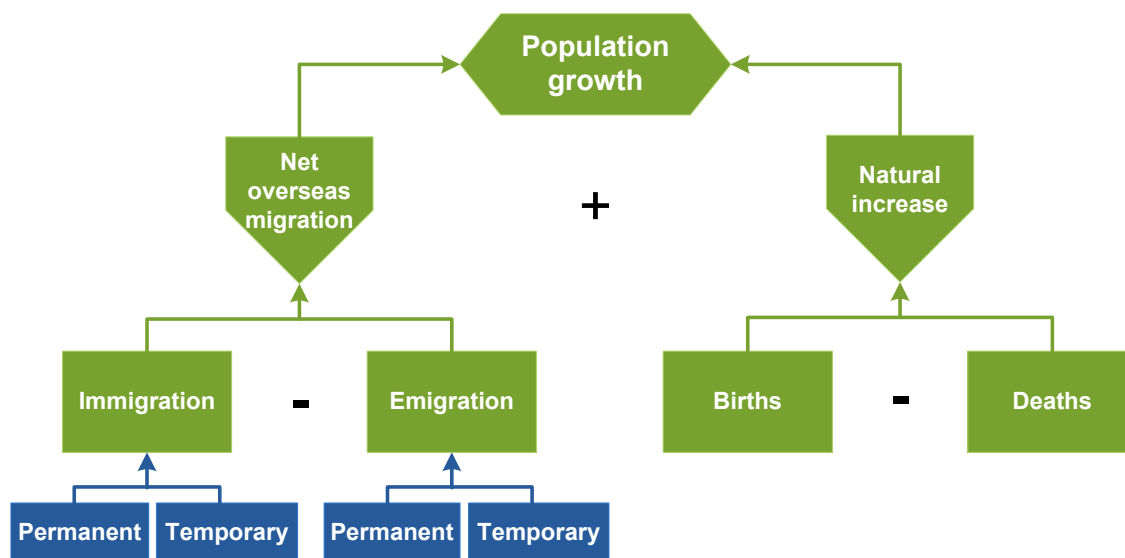 Population
growth
Net
overseas
migration
+
Natural
increase
Immigration
-
Emigration
Births
-
Deaths
Permanent
Temporary
Permanent
Temporary